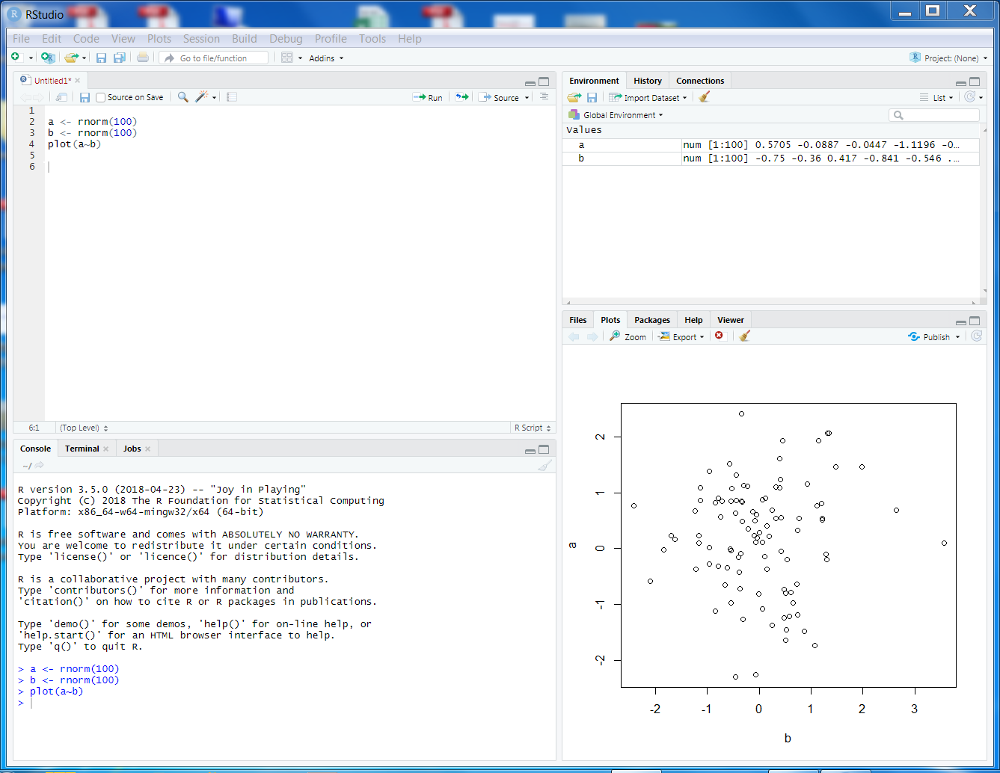 RStudio
File Edit Code View Plots Session Build Debug Profile Tools Help
Go to file/function Addins Project: (None)
Untitled1*
Source on Save Run Source
1
2 a <- rnorm(100)
3 b <- rnorm(100)
4 plot(a~b)
5
6
6:1 (Top Level) R Script
Console Terminal Jobs
~/
R version 3.5.0 (2018-04-23) -- "Joy in Playing"
Copyright (C) 2018 The R Foundation for Statistical Computing
Platform: x86_64-w64-mingw32/x64 (64-bit)
R is free software and comes with ABSOLUTELY NO WARRANTY.
You are welcome to redistribute it under certain conditions.
Type 'license()' or 'licence()' for distribution details.
R is a collaborative project with many contributors.
Type 'contributors()' for more information and
'citation()' on how to cite R or R packages in publications.
Type 'demo()' for some demos, 'help()' for on-line help, or
'help.start()' for an HTML browser interface to help.
Type 'q()' to quit R.
> a <- rnorm(100)
> b <- rnorm(100)
> plot(a~b)
>
Environment History Connections
Import Dataset List
Global Environment
Values
a num [1:100] 0.5705 -0.0887 -0.0447 -1.1196 -0...
b num [1:100] -0.75 -0.36 0.417 -0.841 -0.546 ...
Files Plots Packages Help Viewer
Zoom Export Publish
2
1
0
-1
-2
a
-2 -1 0 1 2 3
b